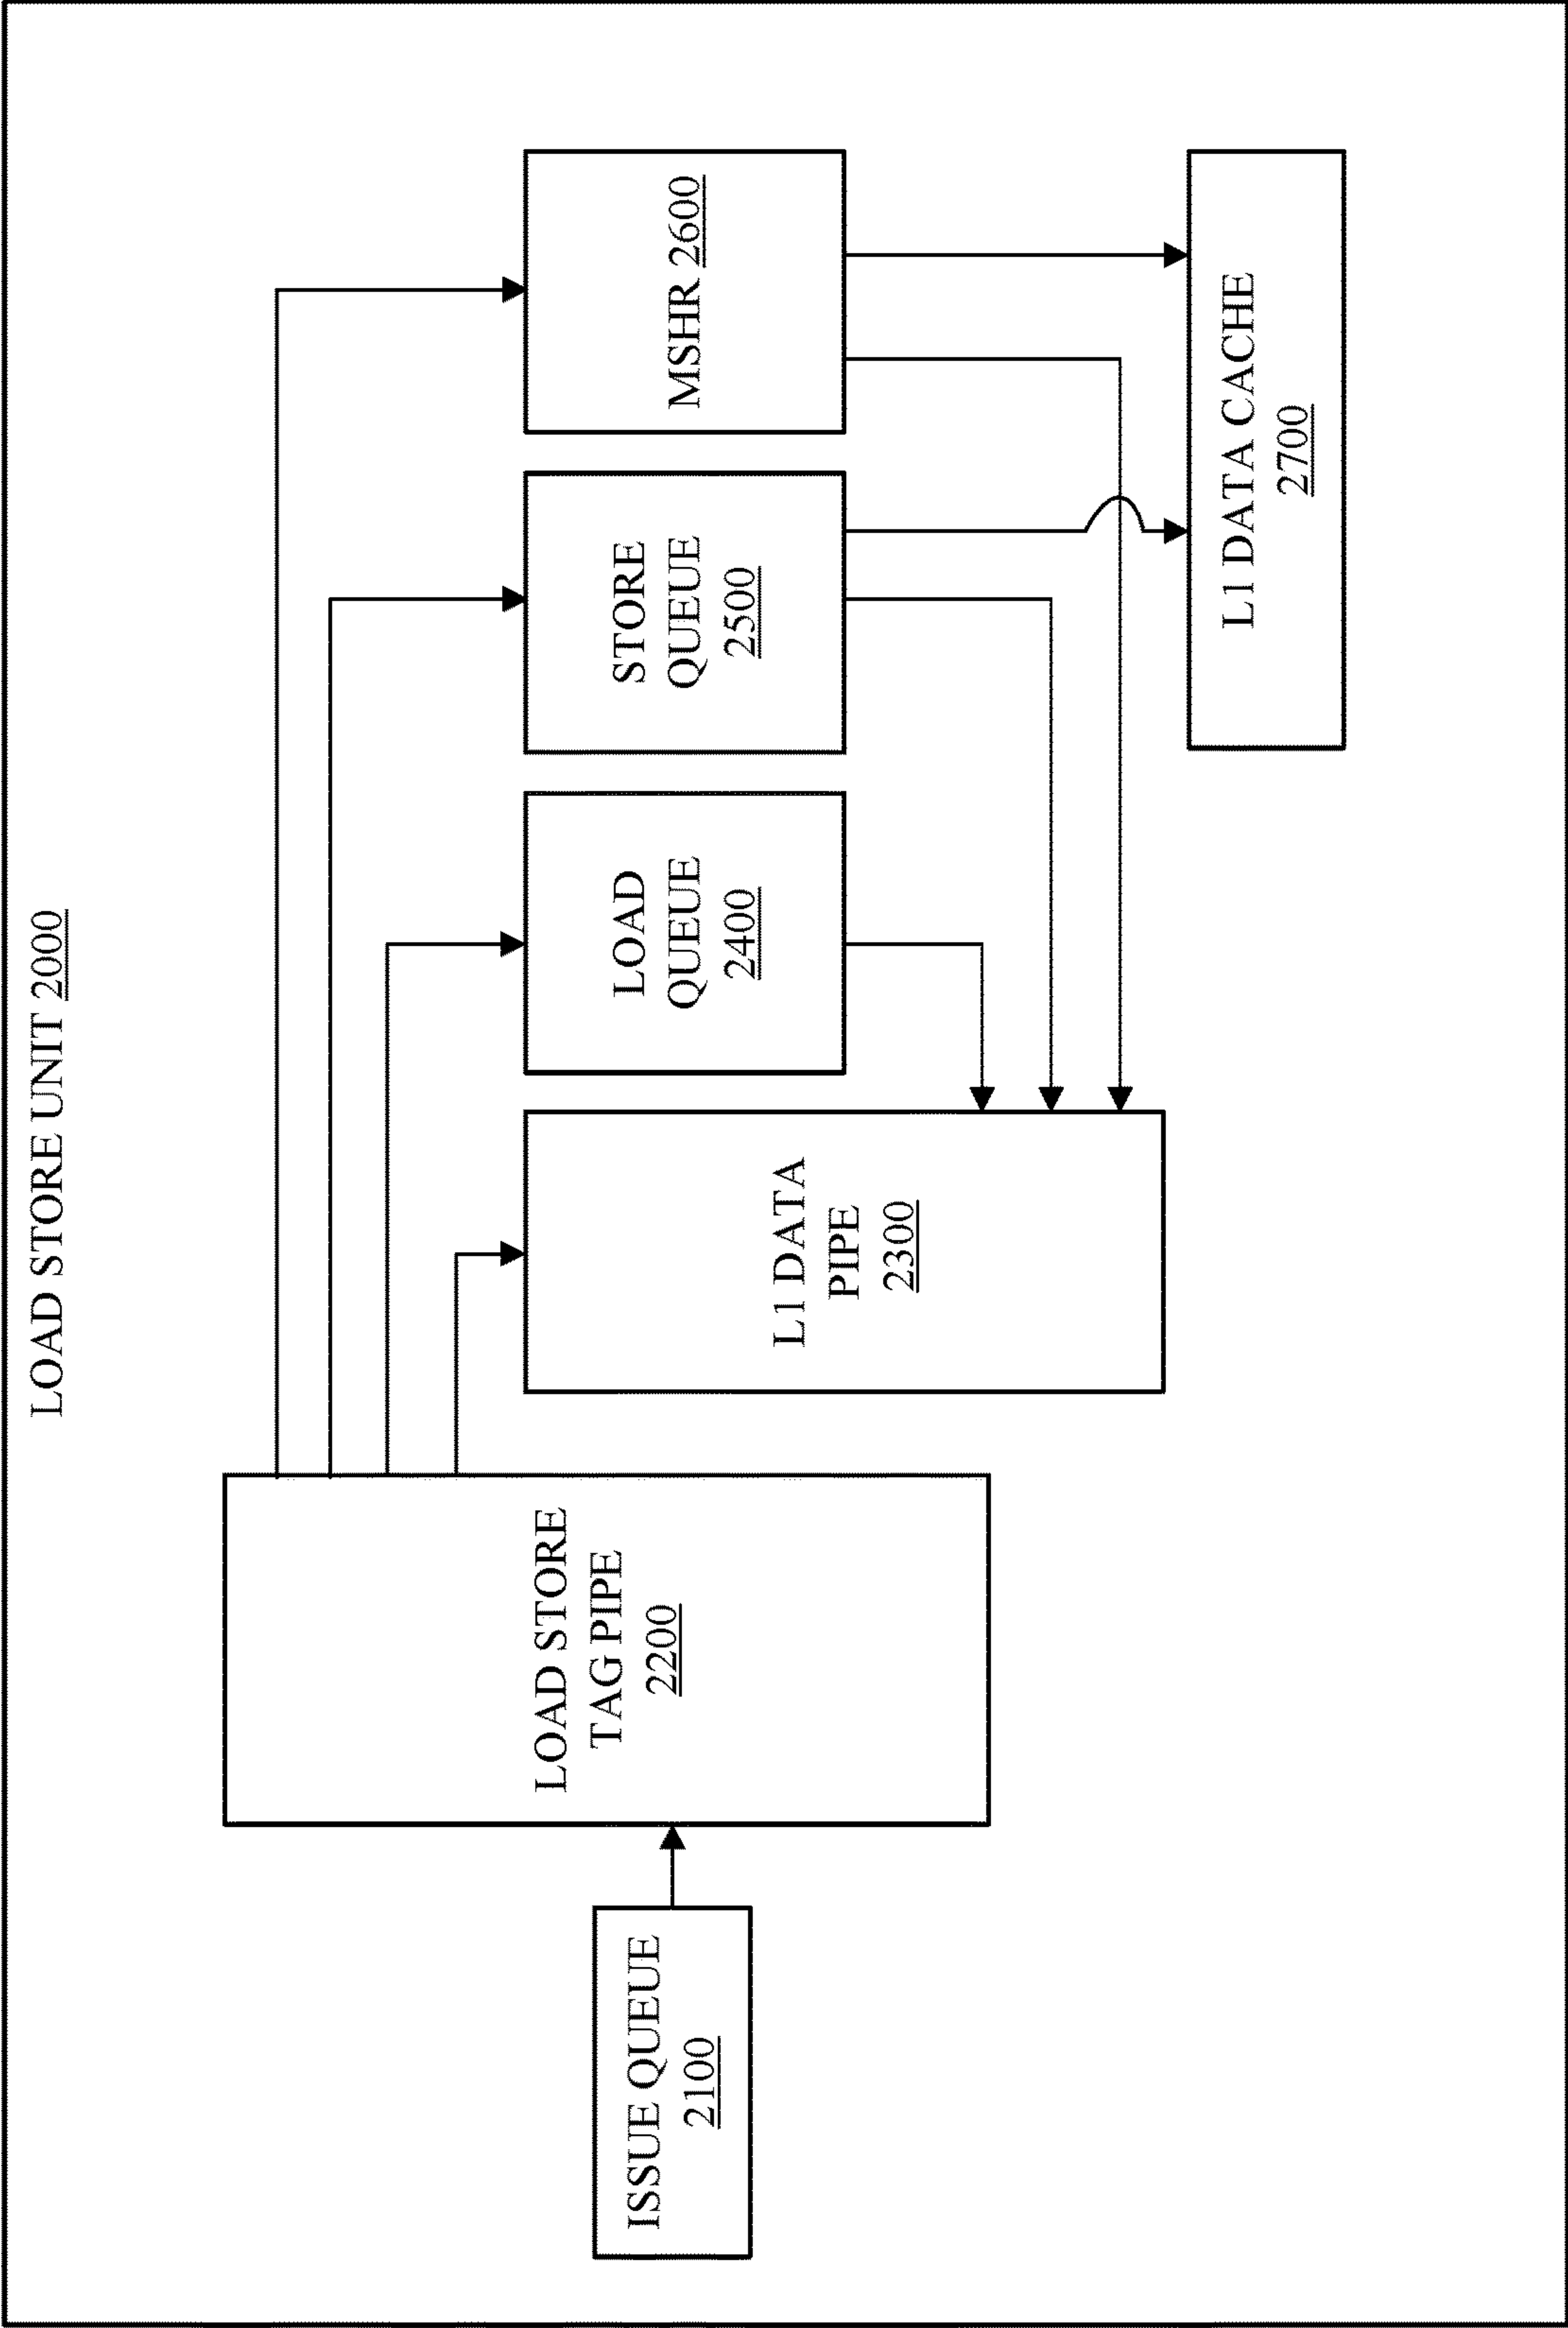 LOAD STORE UNIT 2000
ISSUE QUEUE
2100
LOAD STORE
TAG PIPE
2200
L1 DATA
PIPE
2300
LOAD
QUEUE
2400
STORE
QUEUE
2500
MSHR 2600
L1 DATA CACHE
2700